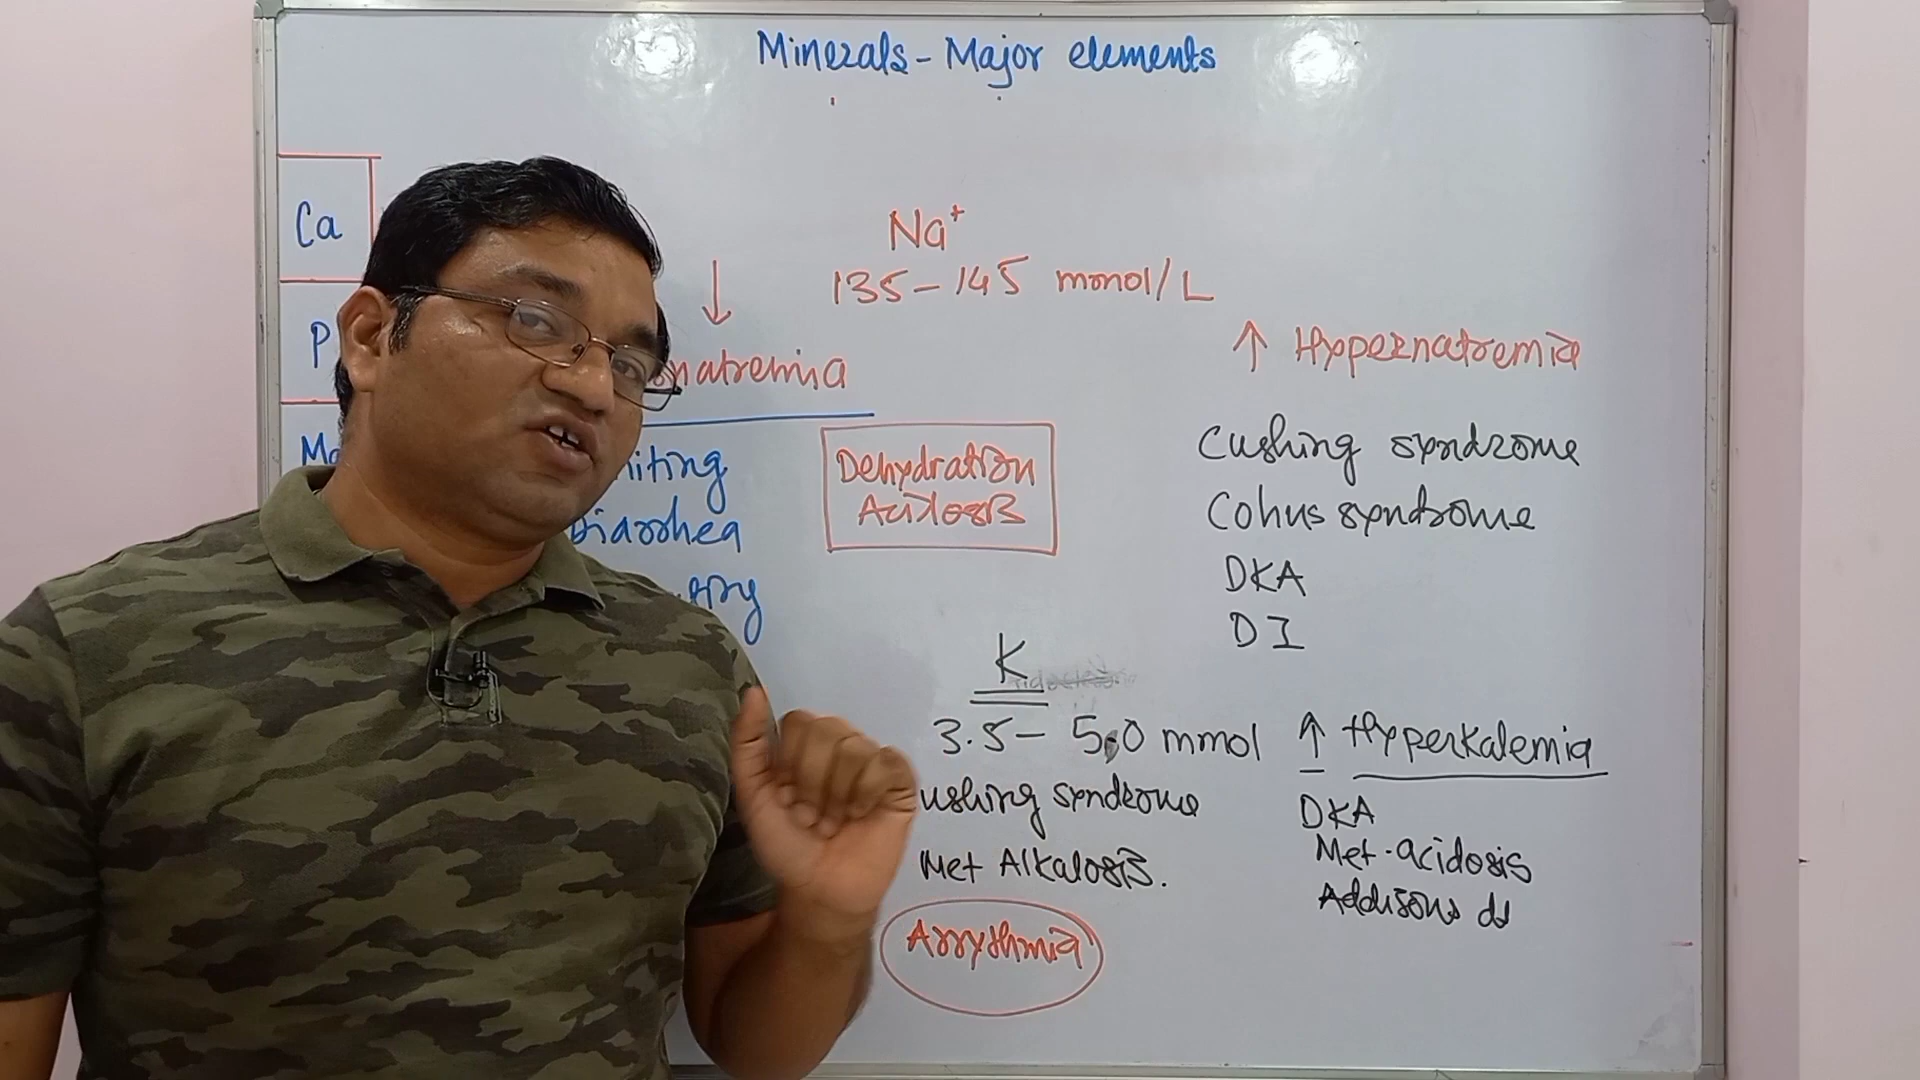 Minerals - Major elements
Ca
P
Na+
135-145 mmol/L
↓
natremia
↑ Hypernatremia
iting
Diarrhea
Dehydration
Acidosis
Cushing syndrome
Cohns syndrome
DKA
DI
K
3.5- 5.0 mmol
↑ Hyperkalemia
ushing syndrome
Met Alkalosis.
DKA
Met-acidosis
Addisons ds
Arrythmia